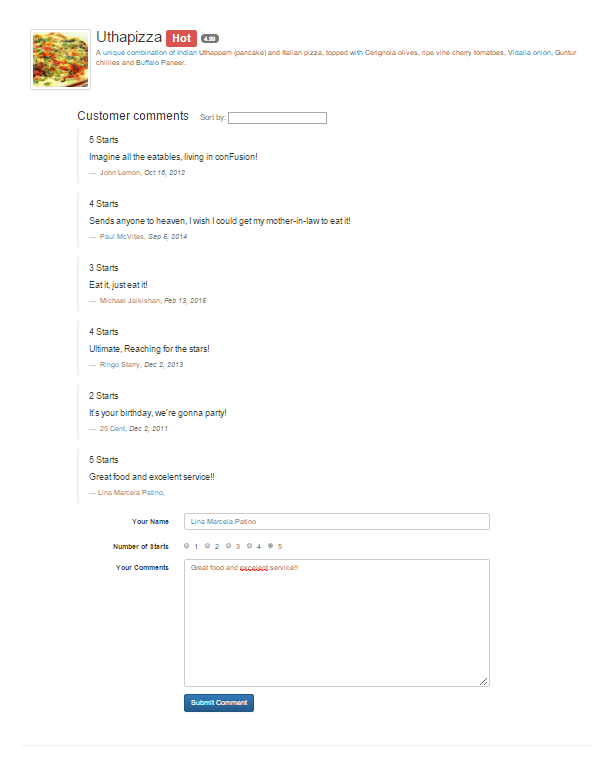 Uthapizza Hot 4.99
A unique combination of Indian Uthappam (pancake) and Italian pizza, topped with Cerignola olives, ripe vine cherry tomatoes, Vidalia onion, Guntur
chillies and Buffalo Paneer.
Customer comments Sort by:
5 Starts
Imagine all the eatables, living in conFusion!
— John Lemon, Oct 16, 2012
4 Starts
Sends anyone to heaven, I wish I could get my mother-in-law to eat it!
— Paul McVites, Sep 5, 2014
3 Starts
Eat it, just eat it!
— Michael Jaikishan, Feb 13, 2015
4 Starts
Ultimate, Reaching for the stars!
— Ringo Starry, Dec 2, 2013
2 Starts
It's your birthday, we're gonna party!
— 25 Cent, Dec 2, 2011
5 Starts
Great food and excelent service!!
— Lina Marcela Patino,
Your Name Lina Marcela Patino
Number of Starts 1 2 3 4 5
Your Comments Great food and excelent service!!
Submit Comment